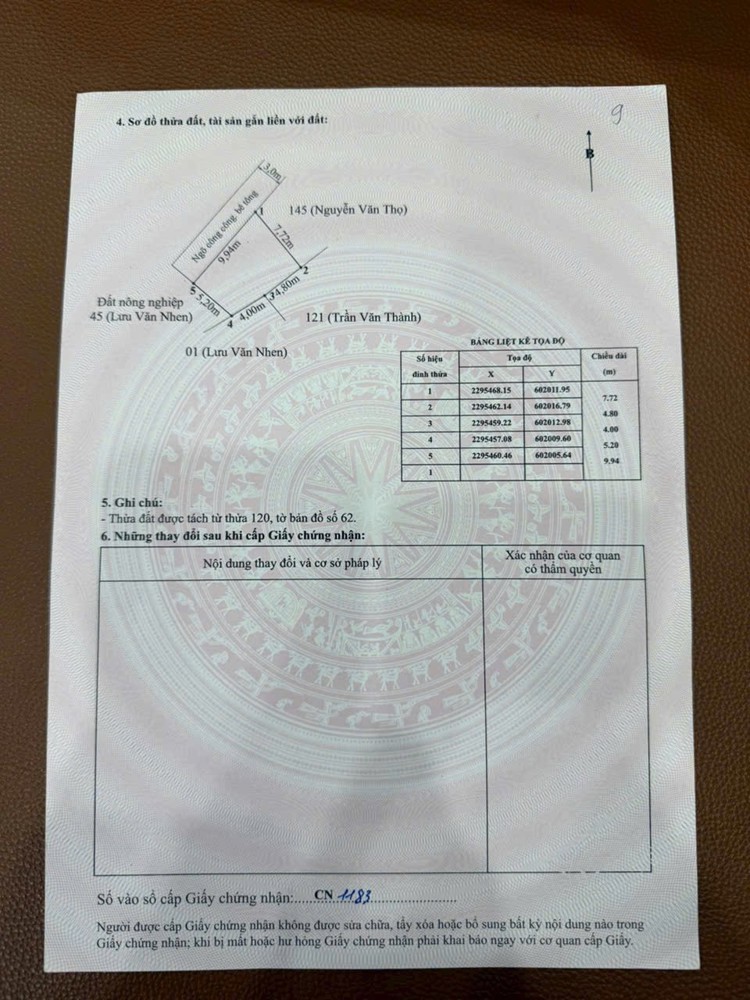 9
4. Sơ đồ thửa đất, tài sản gắn liền với đất:
B
3,0m
Ngõ công cộng. bê tông
1
145 (Nguyễn Văn Thọ)
9,94m
7,72m
2
5
5,20m
34,80m
Đất nông nghiệp
45 (Lưu Văn Nhen)
4
4,00m
121 (Trần Văn Thành)
01 (Lưu Văn Nhen)
BẢNG LIỆT KÊ TỌA ĐỘ
Số hiệu đỉnh thửa Tọa độ Chiều dài (m)
X Y
1 2295468.15 602011.95
7.72
2 2295462.14 602016.79
4.80
3 2295459.22 602012.98
4.00
4 2295457.08 602009.60
5.20
5 2295460.46 602005.64
9.94
1
5. Ghi chú:
- Thửa đất được tách từ thửa 120, tờ bản đồ số 62.
6. Những thay đổi sau khi cấp Giấy chứng nhận:
Nội dung thay đổi và cơ sở pháp lý
Xác nhận của cơ quan
có thẩm quyền
Số vào sổ cấp Giấy chứng nhận:.....CN 1183......................
Người được cấp Giấy chứng nhận không được sửa chữa, tẩy xóa hoặc bổ sung bất kỳ nội dung nào trong
Giấy chứng nhận; khi bị mất hoặc hư hỏng Giấy chứng nhận phải khai báo ngay với cơ quan cấp Giấy.